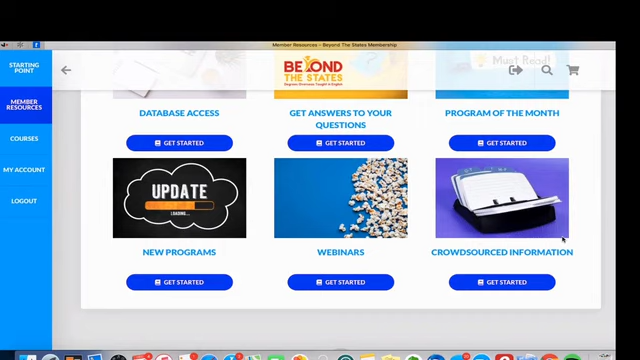 Member Resources – Beyond The States Membership
STARTING
POINT
MEMBER
RESOURCES
COURSES
MY ACCOUNT
LOGOUT
BEYOND
THE STATES
Must Read!
DATABASE ACCESS
GET STARTED
GET ANSWERS TO YOUR
QUESTIONS
GET STARTED
PROGRAM OF THE MONTH
GET STARTED
UPDATE
LOADING...
NEW PROGRAMS
GET STARTED
WEBINARS
GET STARTED
CROWDSOURCED INFORMATION
GET STARTED